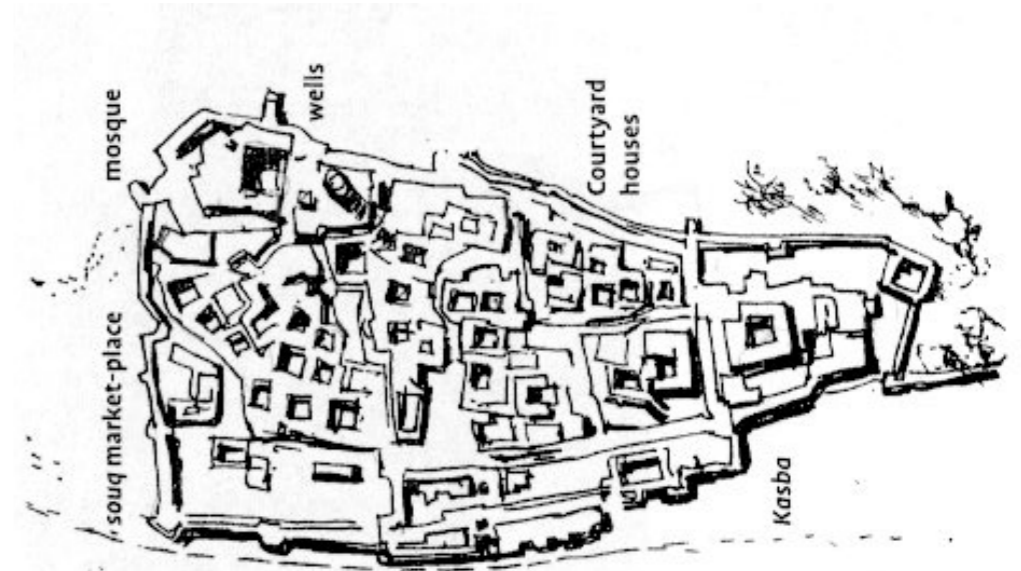 mosque
wells
Courtyard
houses
souq market-place
Kasba